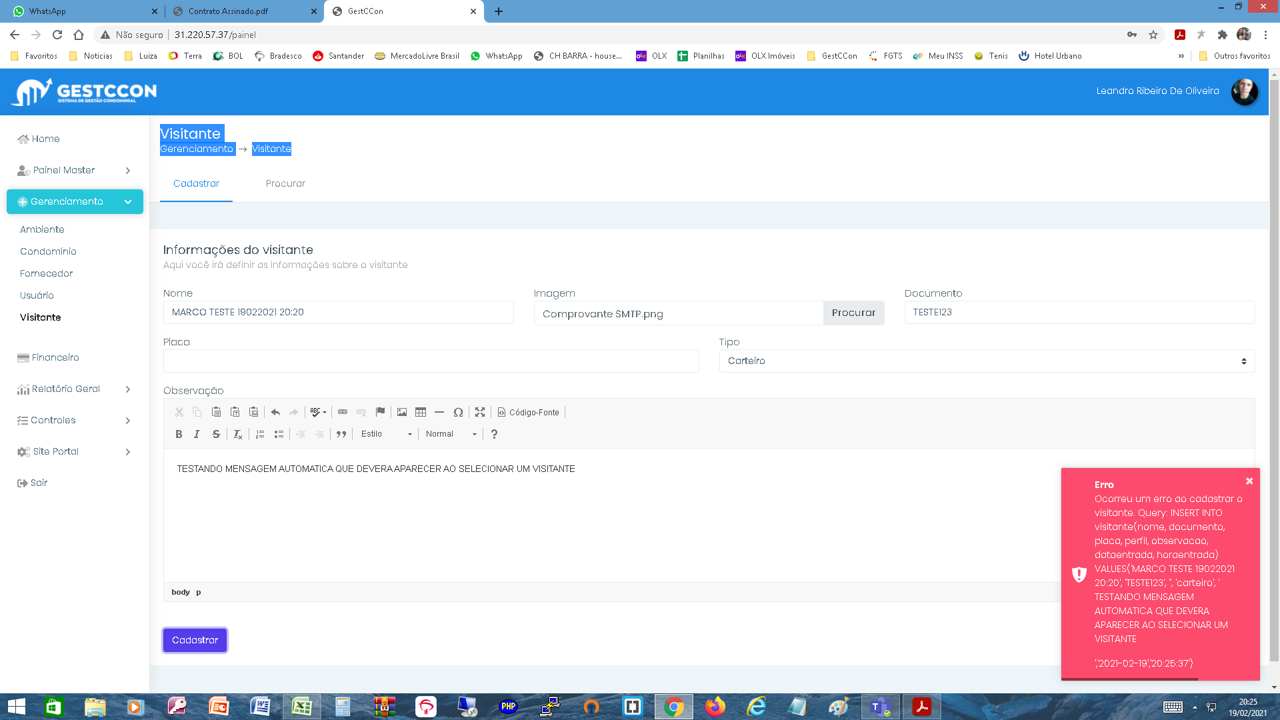 WhatsApp
Contrato Assinado.pdf
GestCCon
Não seguro | 31.220.57.37/painel
Favoritos
Noticias
Luiza
Terra
BOL
Bradesco
Santander
MercadoLivre Brasil
WhatsApp
CH BARRA - house...
OLX
Planilhas
OLX Imóveis
GestCCon
FGTS
Meu INSS
Tenis
Hotel Urbano
»
Outros favoritos
GESTCCON
SISTEMA DE GESTÃO CONDOMINIAL
Leandro Ribeiro De Oliveira
Home
Painel Master
Gerenciamento
Ambiente
Condomínio
Fornecedor
Usuário
Visitante
Financeiro
Relatório Geral
Controles
Site Portal
Sair
Visitante
Gerenciamento → Visitante
Cadastrar
Procurar
Informações do visitante
Aqui você irá definir as informações sobre o visitante
Nome
MARCO TESTE 19022021 20:20
Imagem
Comprovante SMTP.png
Procurar
Documento
TESTE123
Placa
Tipo
Carteiro
Observação
Código-Fonte
Estilo
Normal
TESTANDO MENSAGEM AUTOMATICA QUE DEVERA APARECER AO SELECIONAR UM VISITANTE
body p
Cadastrar
Erro
Ocorreu um erro ao cadastrar o
visitante. Query: INSERT INTO
visitante(nome, documento,
placa, perfil, observacao,
dataentrada, horaentrada)
VALUES('MARCO TESTE 19022021
20:20', 'TESTE123', '', 'carteiro', '
TESTANDO MENSAGEM
AUTOMATICA QUE DEVERA
APARECER AO SELECIONAR UM
VISITANTE
','2021-02-19','20:25:37')
20:25
19/02/2021